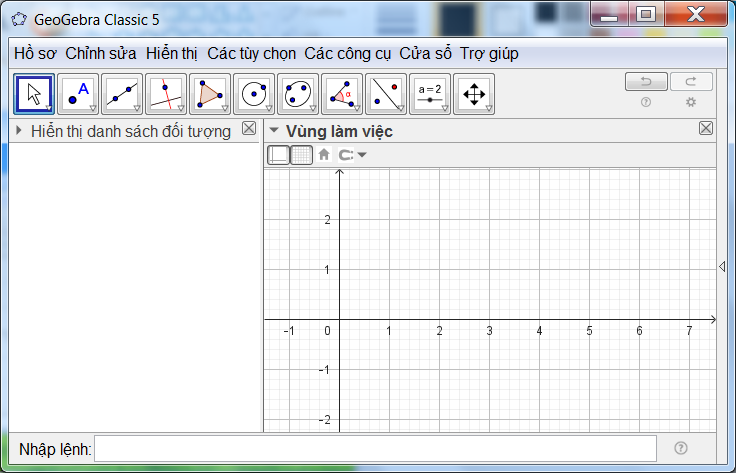 GeoGebra Classic 5
Hồ sơ Chỉnh sửa Hiển thị Các tùy chọn Các công cụ Cửa sổ Trợ giúp
A α a = 2
Hiển thị danh sách đối tượng
Vùng làm việc
2
1
-1 0 1 2 3 4 5 6 7
-1
-2
Nhập lệnh: